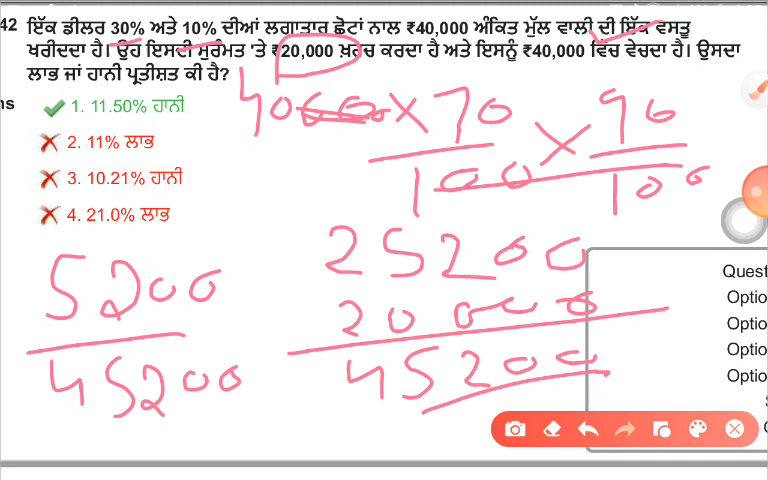 42 ਇੱਕ ਡੀਲਰ 30% ਅਤੇ 10% ਦੀਆਂ ਲਗਾਤਾਰ ਛੋਟਾਂ ਨਾਲ ₹40,000 ਅੰਕਿਤ ਮੁੱਲ ਵਾਲੀ ਦੀ ਇੱਕ ਵਸਤੂ
ਖਰੀਦਦਾ ਹੈ। ਉਹ ਇਸਦੀ ਮੁਰੰਮਤ 'ਤੇ ₹20,000 ਖ਼ਰਚ ਕਰਦਾ ਹੈ ਅਤੇ ਇਸਨੂੰ ₹40,000 ਵਿੱਚ ਵੇਚਦਾ ਹੈ। ਉਸਦਾ
ਲਾਭ ਜਾਂ ਹਾਨੀ ਪ੍ਰਤੀਸ਼ਤ ਕੀ ਹੈ?
ns
1. 11.50% ਹਾਨੀ
2. 11% ਲਾਭ
3. 10.21% ਹਾਨੀ
4. 21.0% ਲਾਭ
40000 × 70 × 90
100 100
25200
20000
45200
5200
45200
Quest
Optio
Optio
Optio
Optio